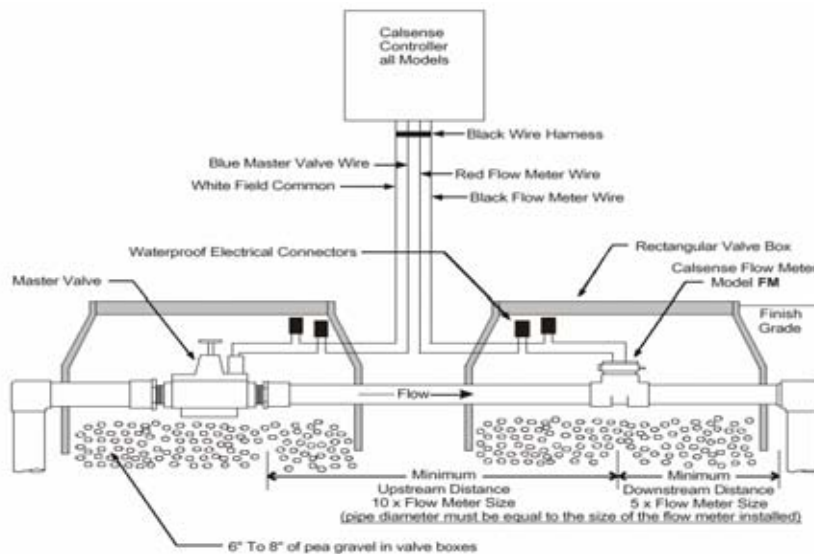 Calsense
Controller
all Models
Black Wire Harness
Blue Master Valve Wire
Red Flow Meter Wire
White Field Common
Black Flow Meter Wire
Waterproof Electrical Connectors
Rectangular Valve Box
Master Valve
Calsense Flow Meter
Model FM
Finish
Grade
Flow
Minimum
Upstream Distance
10 x Flow Meter Size
Minimum
Downstream Distance
5 x Flow Meter Size
(pipe diameter must be equal to the size of the flow meter installed)
6" To 8" of pea gravel in valve boxes